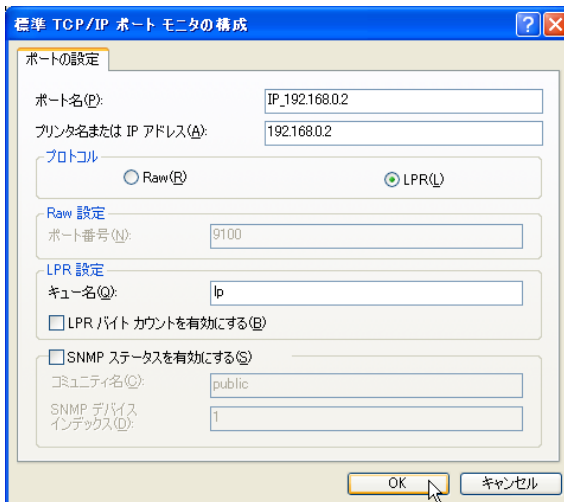 標準 TCP/IP ポート モニタの構成
ポートの設定
ポート名(P): IP_192.168.0.2
プリンタ名または IP アドレス(A): 192.168.0.2
プロトコル
Raw(R) LPR(L)
Raw 設定
ポート番号(N): 9100
LPR 設定
キュー名(Q): lp
LPR バイト カウントを有効にする(B)
SNMP ステータスを有効にする(S)
コミュニティ名(C): public
SNMP デバイス
インデックス(D): 1
OK キャンセル